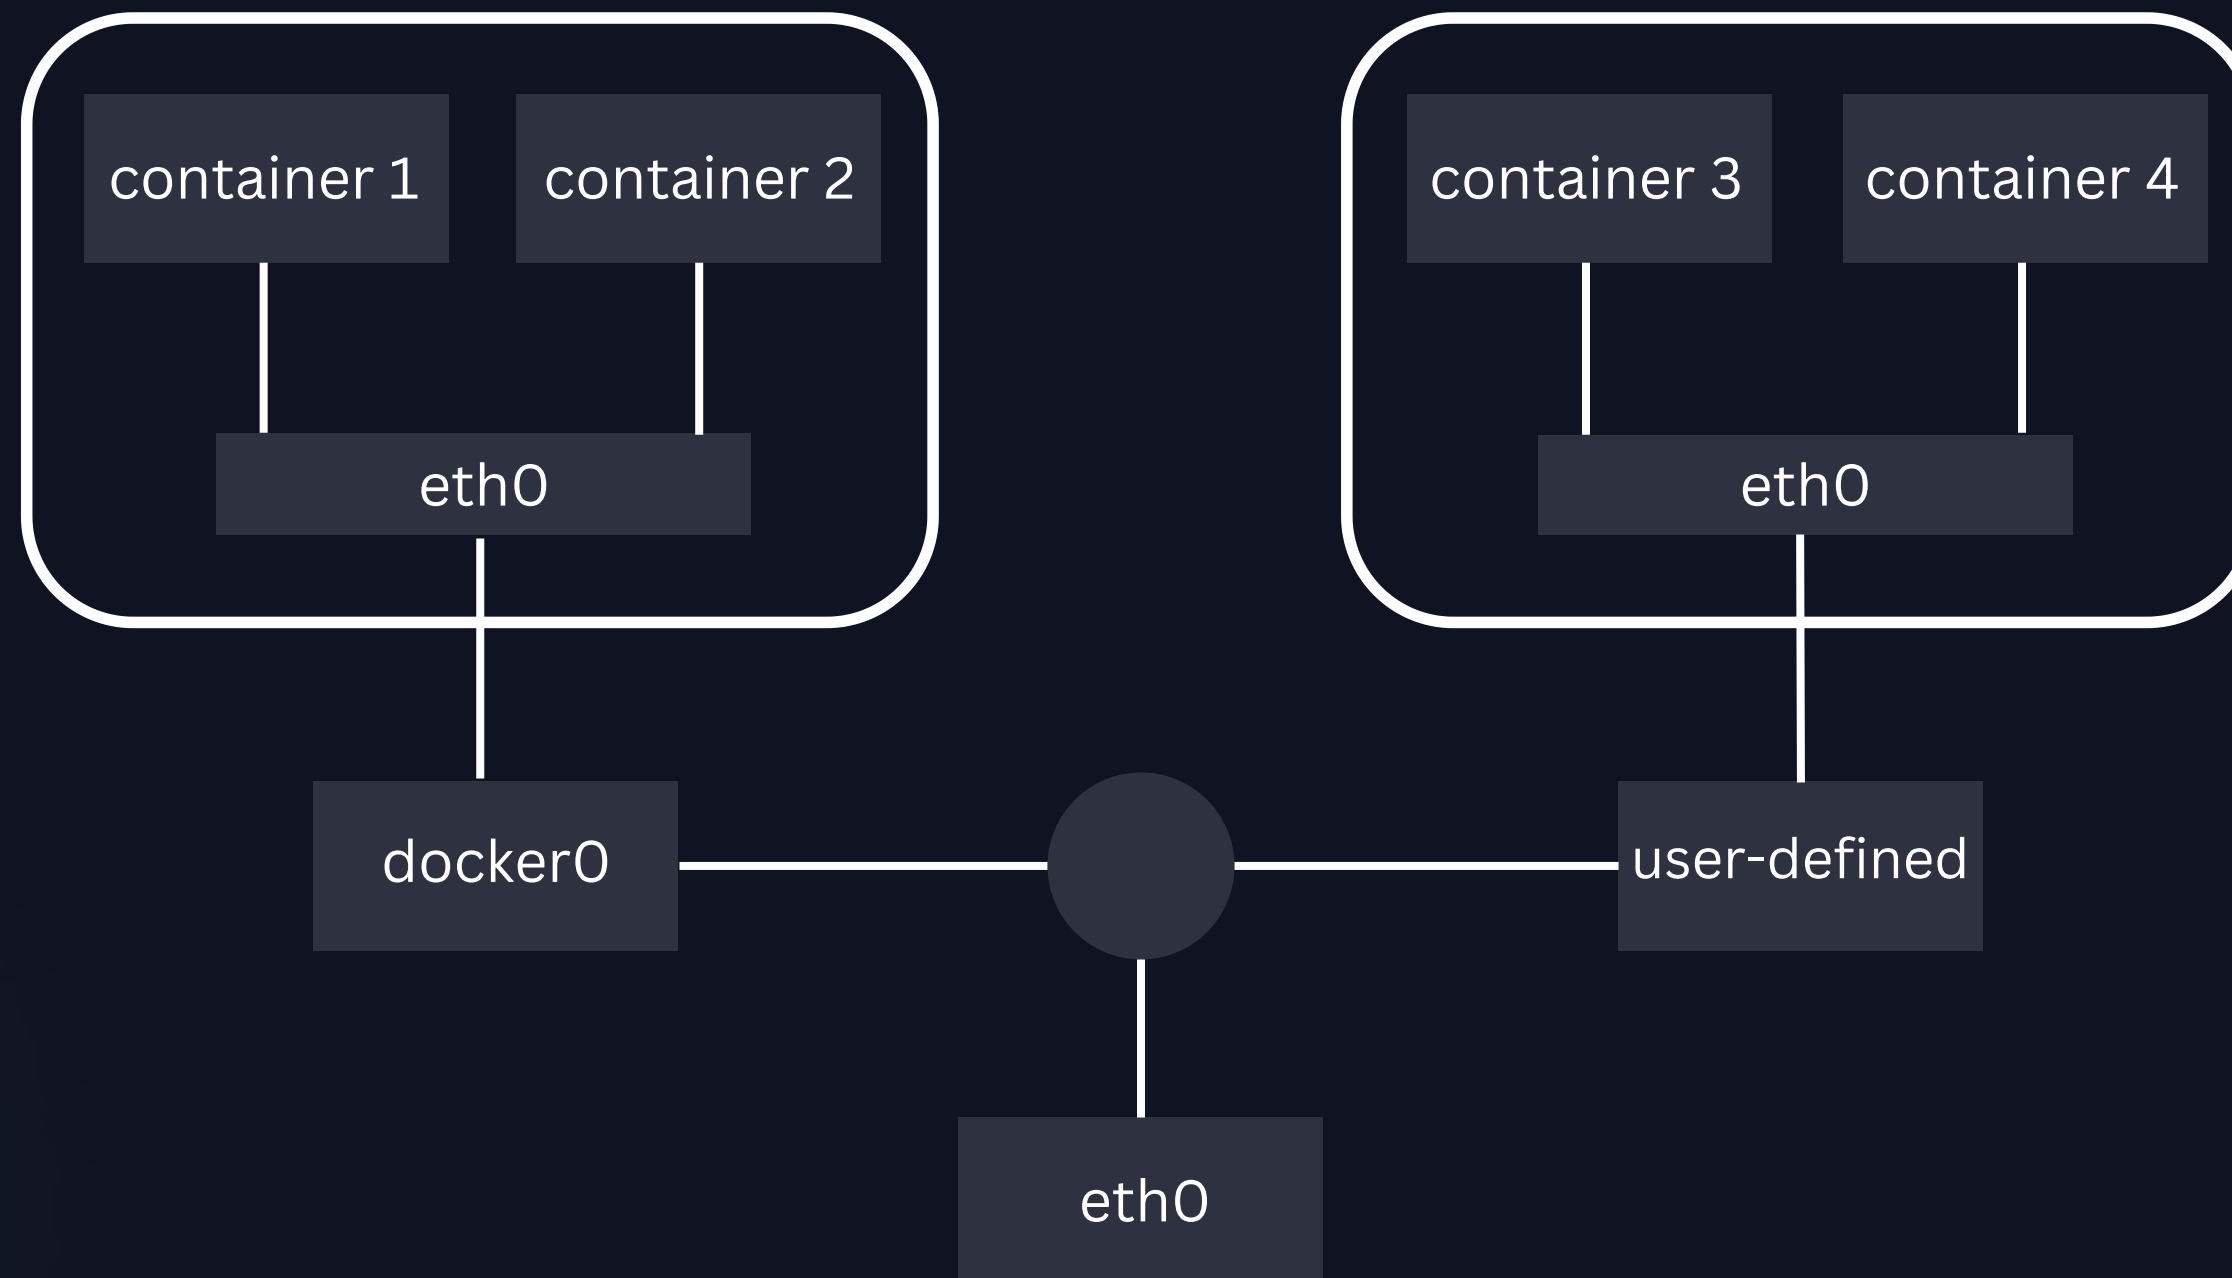 container 1
container 2
container 3
container 4
eth0
eth0
docker0
user-defined
eth0